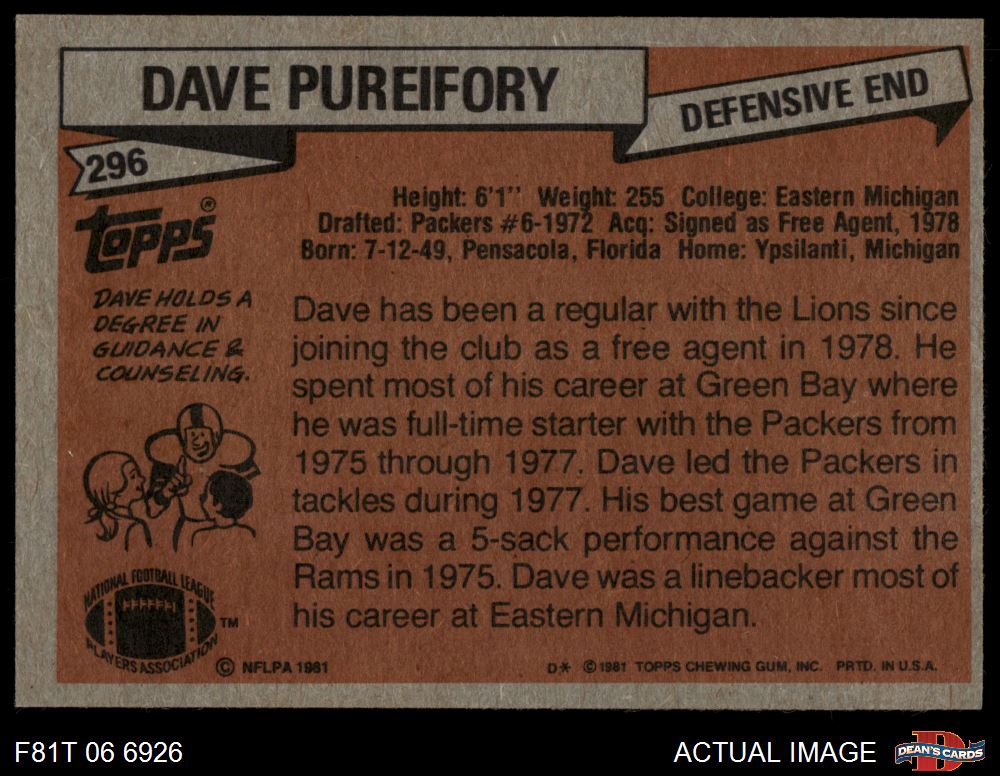 DAVE PUREIFORY
DEFENSIVE END
296
topps®
Height: 6'1'' Weight: 255 College: Eastern Michigan
Drafted: Packers #6-1972 Acq: Signed as Free Agent, 1978
Born: 7-12-49, Pensacola, Florida Home: Ypsilanti, Michigan
DAVE HOLDS A
DEGREE IN
GUIDANCE &
COUNSELING.
Dave has been a regular with the Lions since
joining the club as a free agent in 1978. He
spent most of his career at Green Bay where
he was full-time starter with the Packers from
1975 through 1977. Dave led the Packers in
tackles during 1977. His best game at Green
Bay was a 5-sack performance against the
Rams in 1975. Dave was a linebacker most of
his career at Eastern Michigan.
NATIONAL FOOTBALL LEAGUE
PLAYERS ASSOCIATION
TM
© NFLPA 1981
D* © 1981 TOPPS CHEWING GUM, INC. PRTD. IN U.S.A.
F81T 06 6926
ACTUAL IMAGE
D
DEAN'S CARDS